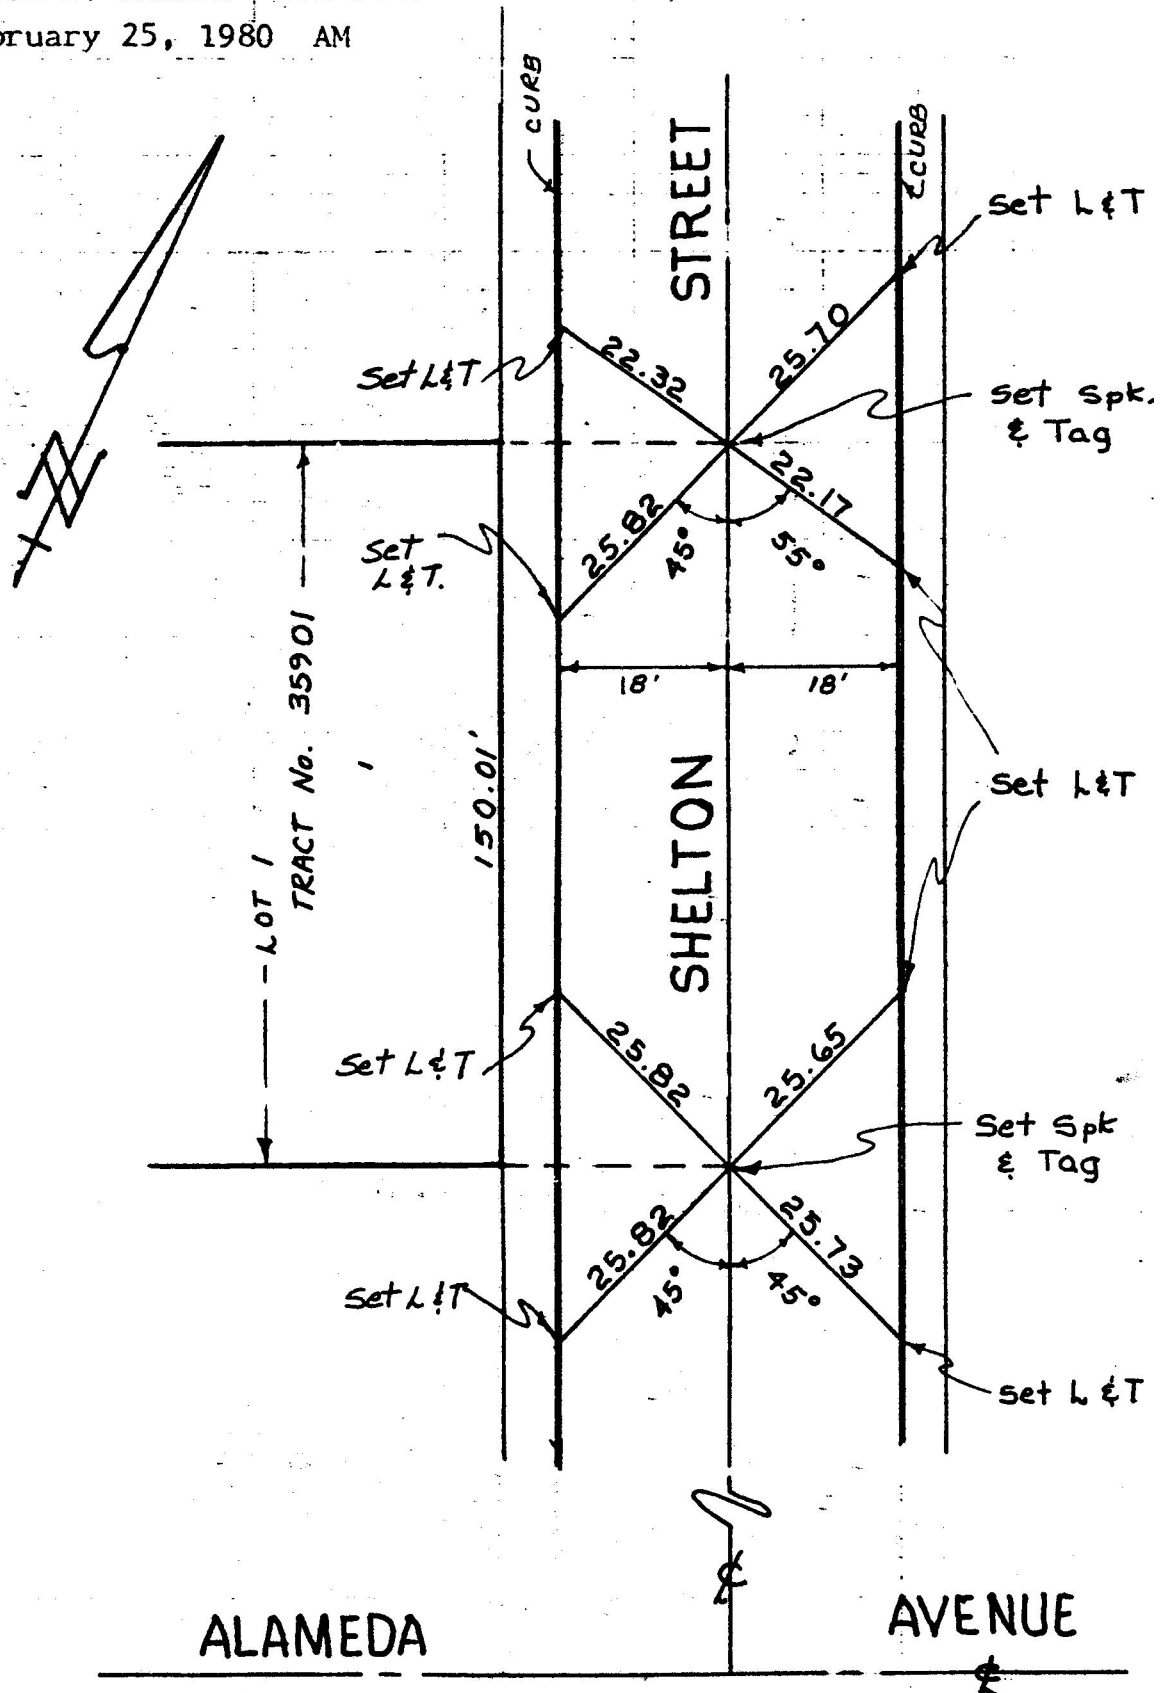 February 25, 1980 AM
CURB
CURB
STREET
Set L&T
25.70
22.32
Set L&T
Set Spk.
& Tag
22.17
25.82
45°
55°
Set
L&T.
18'
18'
LOT 1
TRACT No. 35901
150.01'
SHELTON
Set L&T
25.82
25.65
Set L&T
Set Spk
& Tag
25.82
25.73
45°
45°
Set L&T
Set L&T
℄
ALAMEDA
AVENUE
℄
N